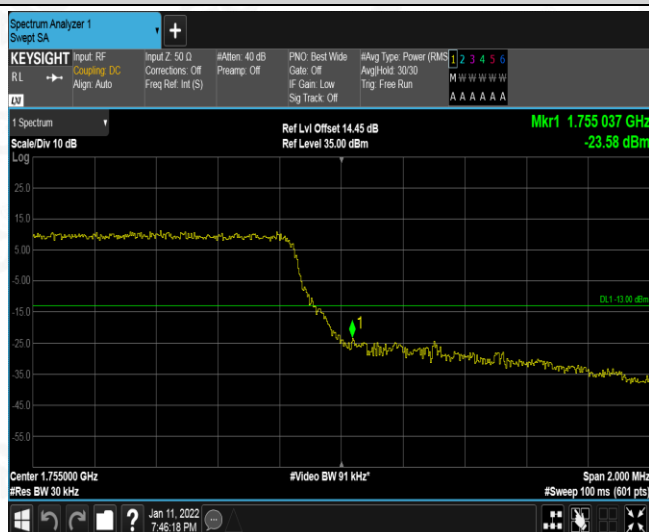 Spectrum Analyzer 1
Swept SA
KEYSIGHT
RL
LXI
Input: RF
Coupling: DC
Align: Auto
Input Z: 50 Ω
Corrections: Off
Freq Ref: Int (S)
#Atten: 40 dB
Preamp: Off
PNO: Best Wide
Gate: Off
IF Gain: Low
Sig Track: Off
#Avg Type: Power (RMS
Avg|Hold: 30/30
Trig: Free Run
1 2 3 4 5 6
M W W W W W
A A A A A A
1 Spectrum
Scale/Div 10 dB
Log
Ref Lvl Offset 14.45 dB
Ref Level 35.00 dBm
Mkr1 1.755 037 GHz
-23.58 dBm
25.0
15.0
5.00
-5.00
DL1 -13.00 dBm
-15.0
1
-25.0
-35.0
-45.0
-55.0
Center 1.755000 GHz
#Video BW 91 kHz*
Span 2.000 MHz
#Res BW 30 kHz
#Sweep 100 ms (601 pts)
?
Jan 11, 2022
7:46:18 PM